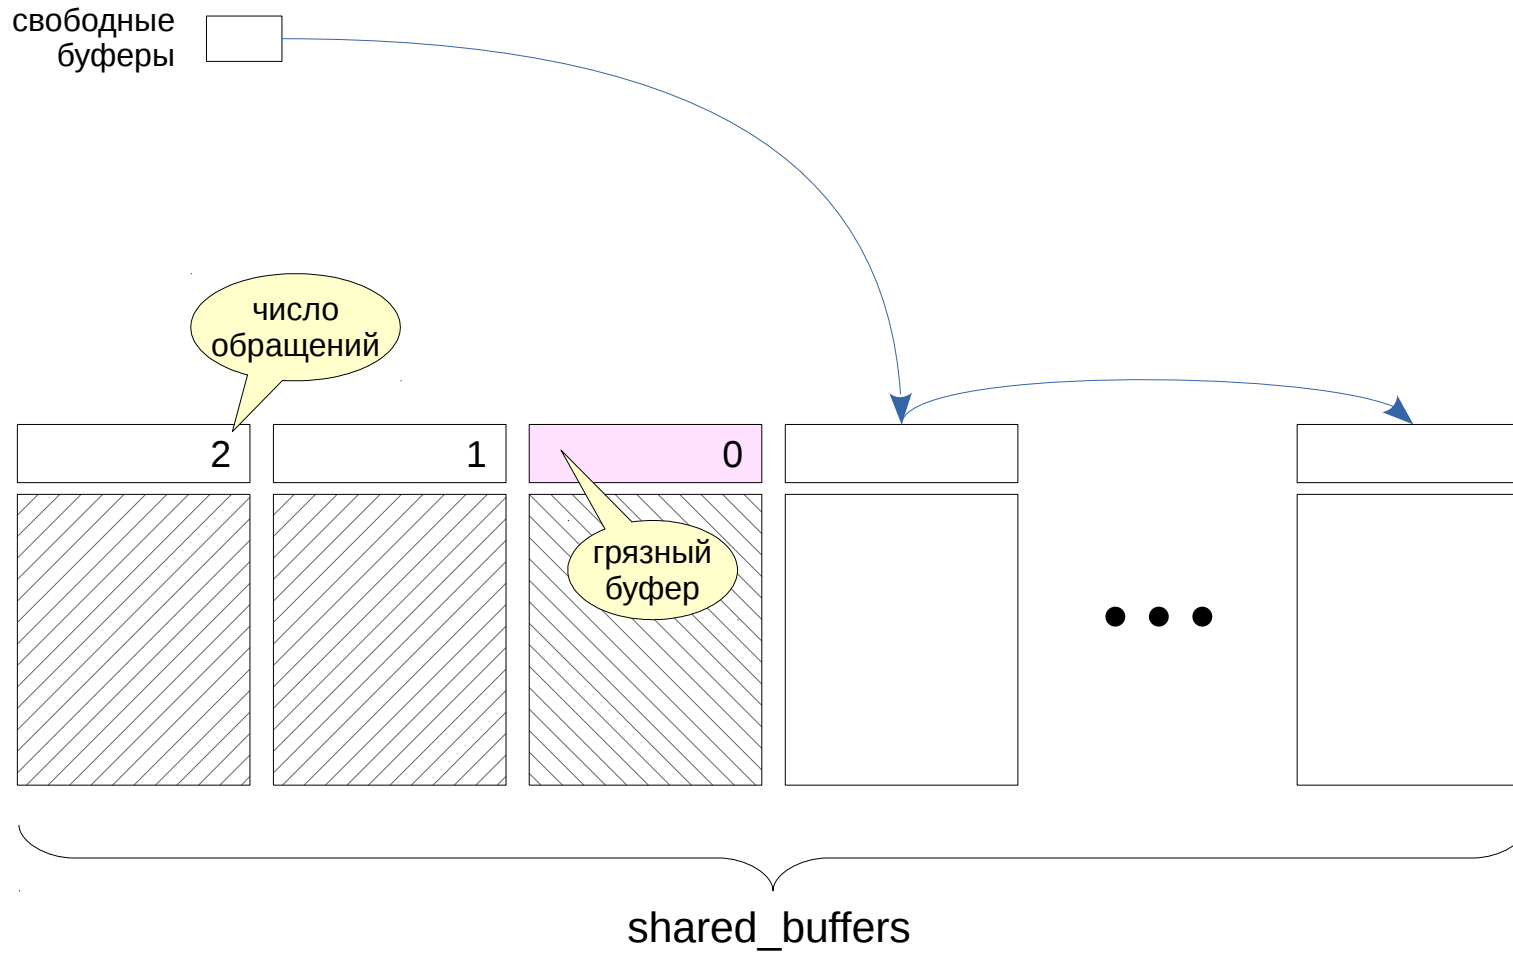 свободные
буферы
число
обращений
2
1
0
грязный
буфер
shared_buffers